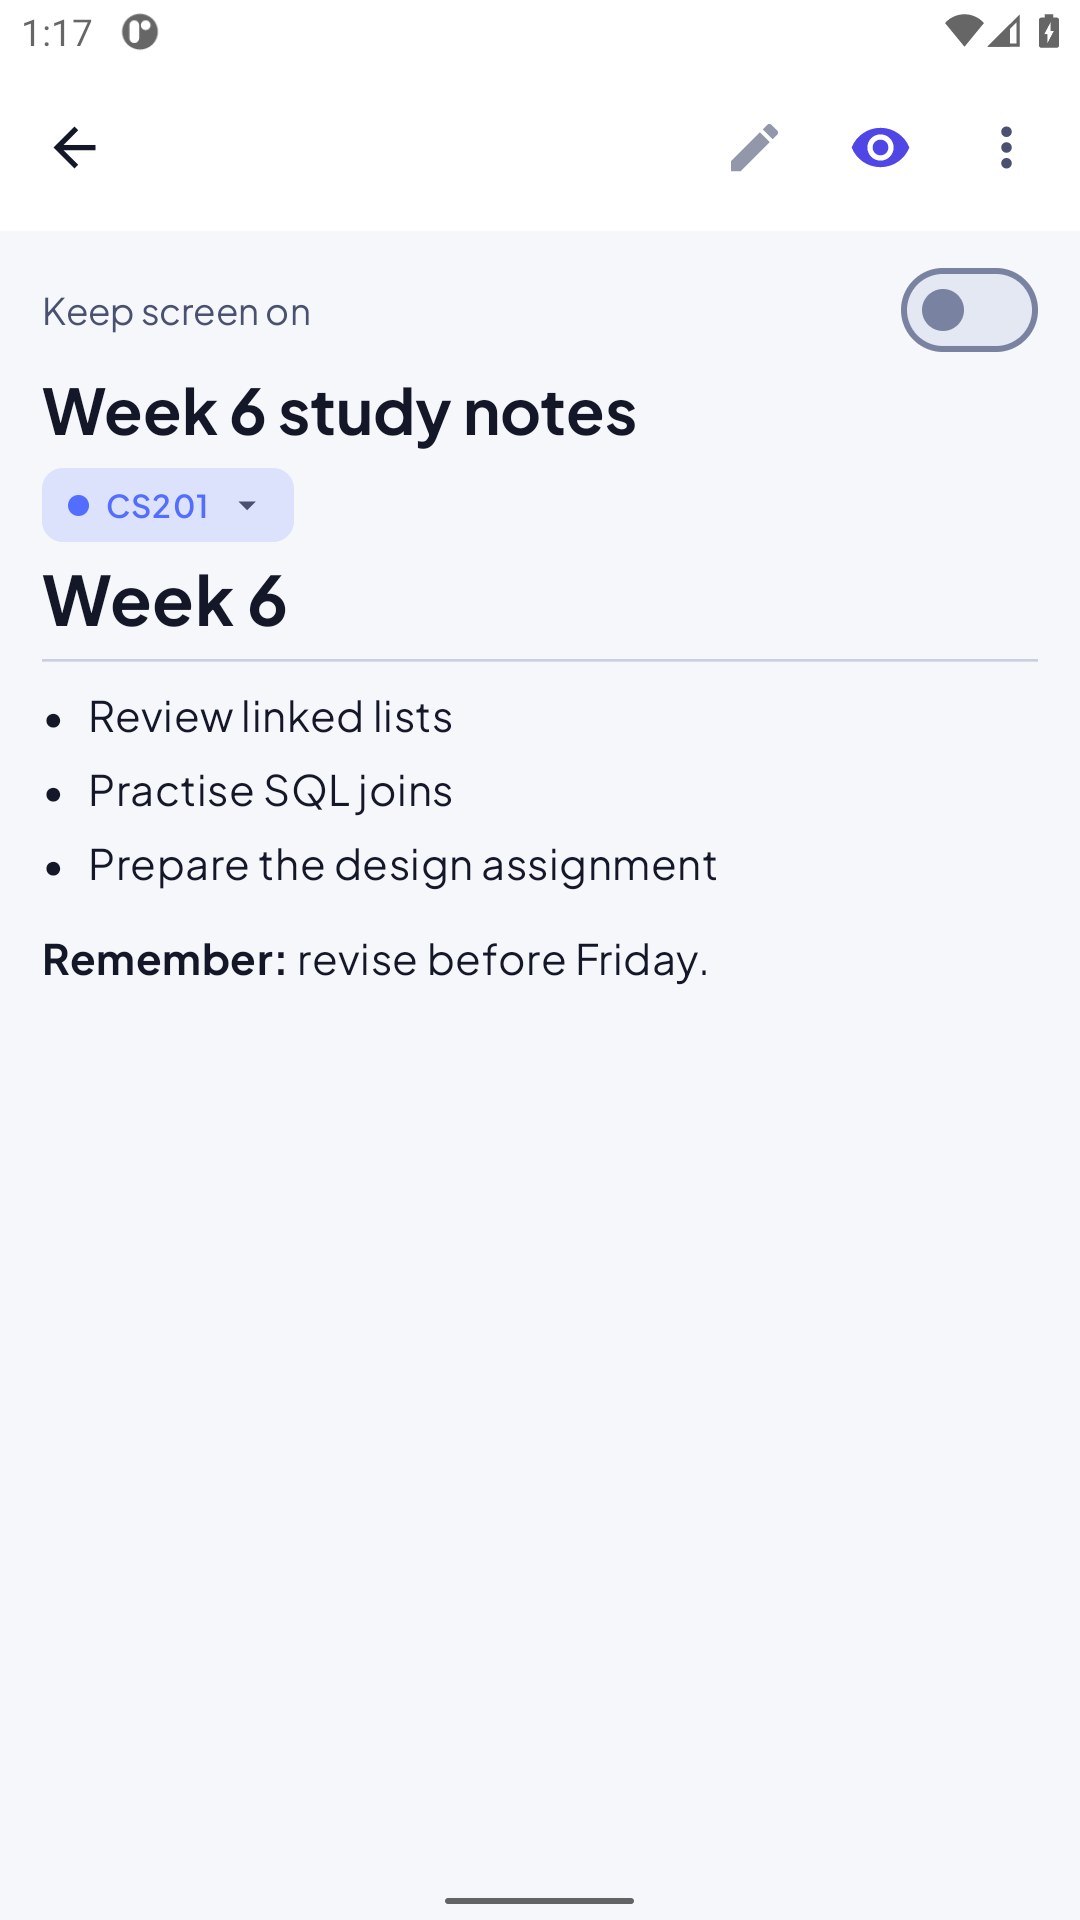 1:17
Keep screen on
Week 6 study notes
CS201
Week 6
• Review linked lists
• Practise SQL joins
• Prepare the design assignment
Remember: revise before Friday.